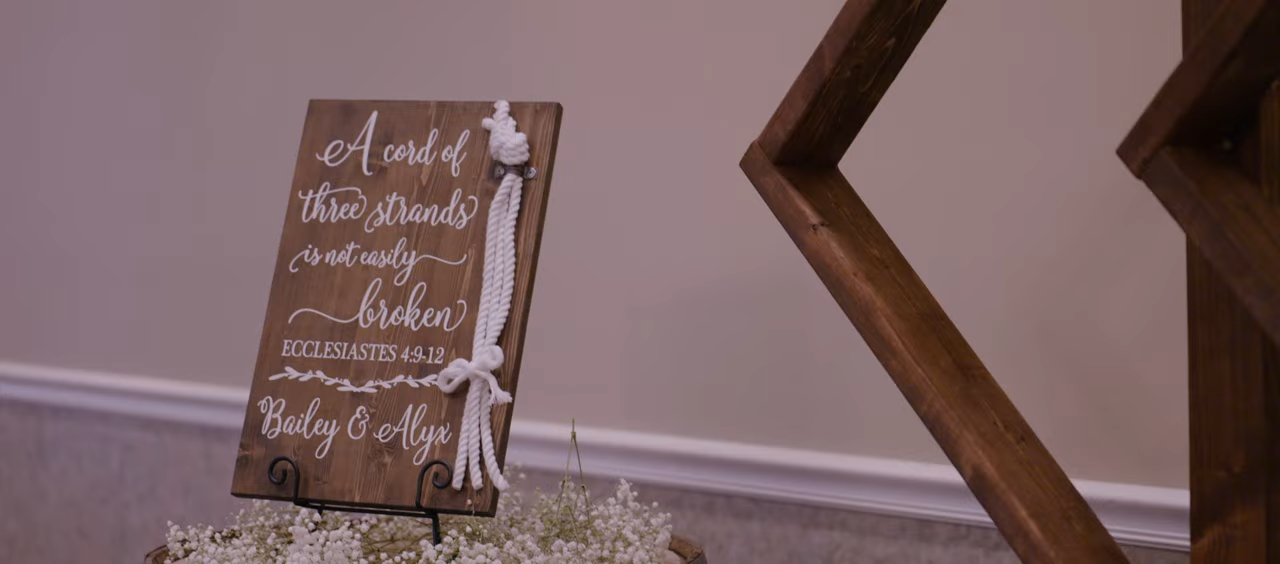 A cord of
three strands
is not easily
broken
ECCLESIASTES 4:9-12
Bailey & Alyx